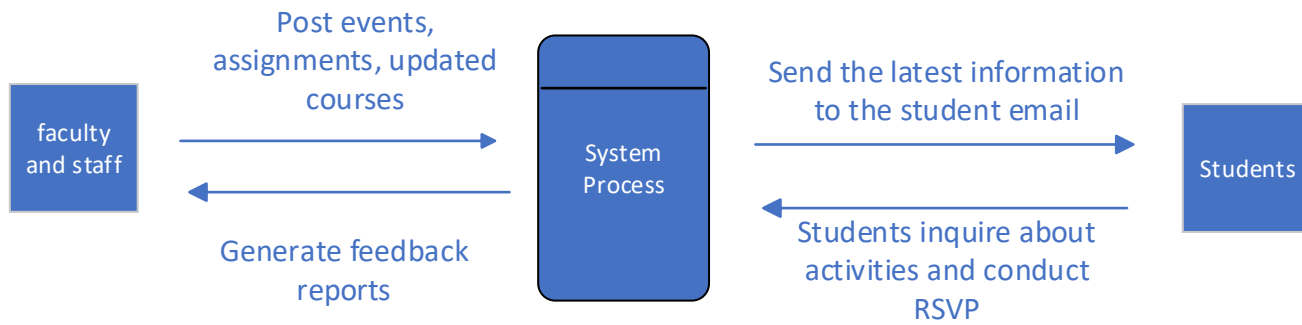 Post events,
assignments, updated
courses
faculty
and staff
Generate feedback
reports
System
Process
Send the latest information
to the student email
Students inquire about
activities and conduct
RSVP
Students